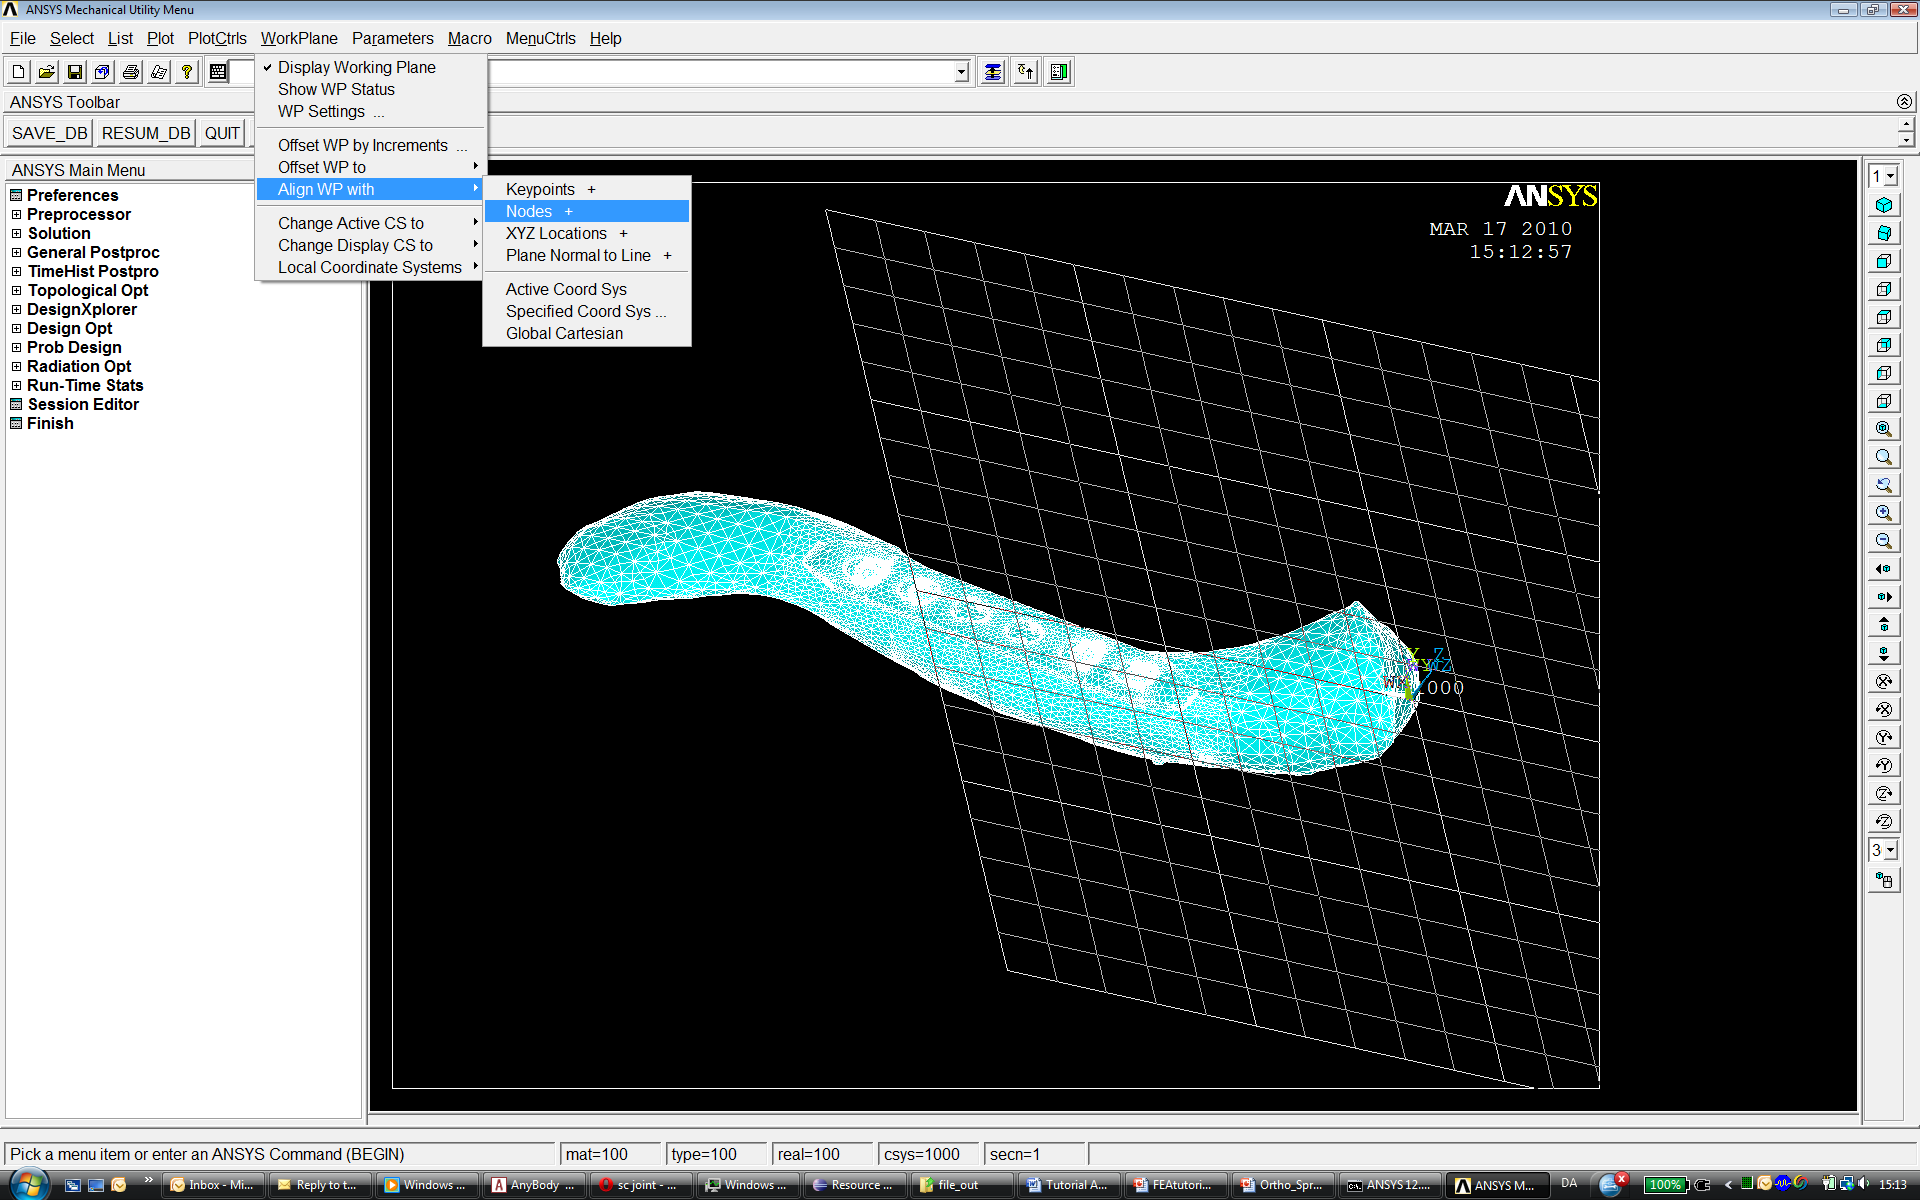 ANSYS Mechanical Utility Menu
File Select List Plot PlotCtrls WorkPlane Parameters Macro MenuCtrls Help
ANSYS Toolbar
SAVE_DB RESUM_DB QUIT
Display Working Plane
Show WP Status
WP Settings ...
Offset WP by Increments ...
Offset WP to
Align WP with
Change Active CS to
Change Display CS to
Local Coordinate Systems
Keypoints +
Nodes +
XYZ Locations +
Plane Normal to Line +
Active Coord Sys
Specified Coord Sys ...
Global Cartesian
ANSYS Main Menu
Preferences
Preprocessor
Solution
General Postproc
TimeHist Postpro
Topological Opt
DesignXplorer
Design Opt
Prob Design
Radiation Opt
Run-Time Stats
Session Editor
Finish
ANSYS
MAR 17 2010
15:12:57
1
3
Pick a menu item or enter an ANSYS Command (BEGIN)
mat=100
type=100
real=100
csys=1000
secn=1
Inbox - Mi...
Reply to t...
Windows ...
AnyBody ...
sc joint - ...
Windows ...
Resource ...
file_out
Tutorial A...
FEAtutori...
Ortho_Spr...
ANSYS 12....
ANSYS M...
DA
100%
15:13